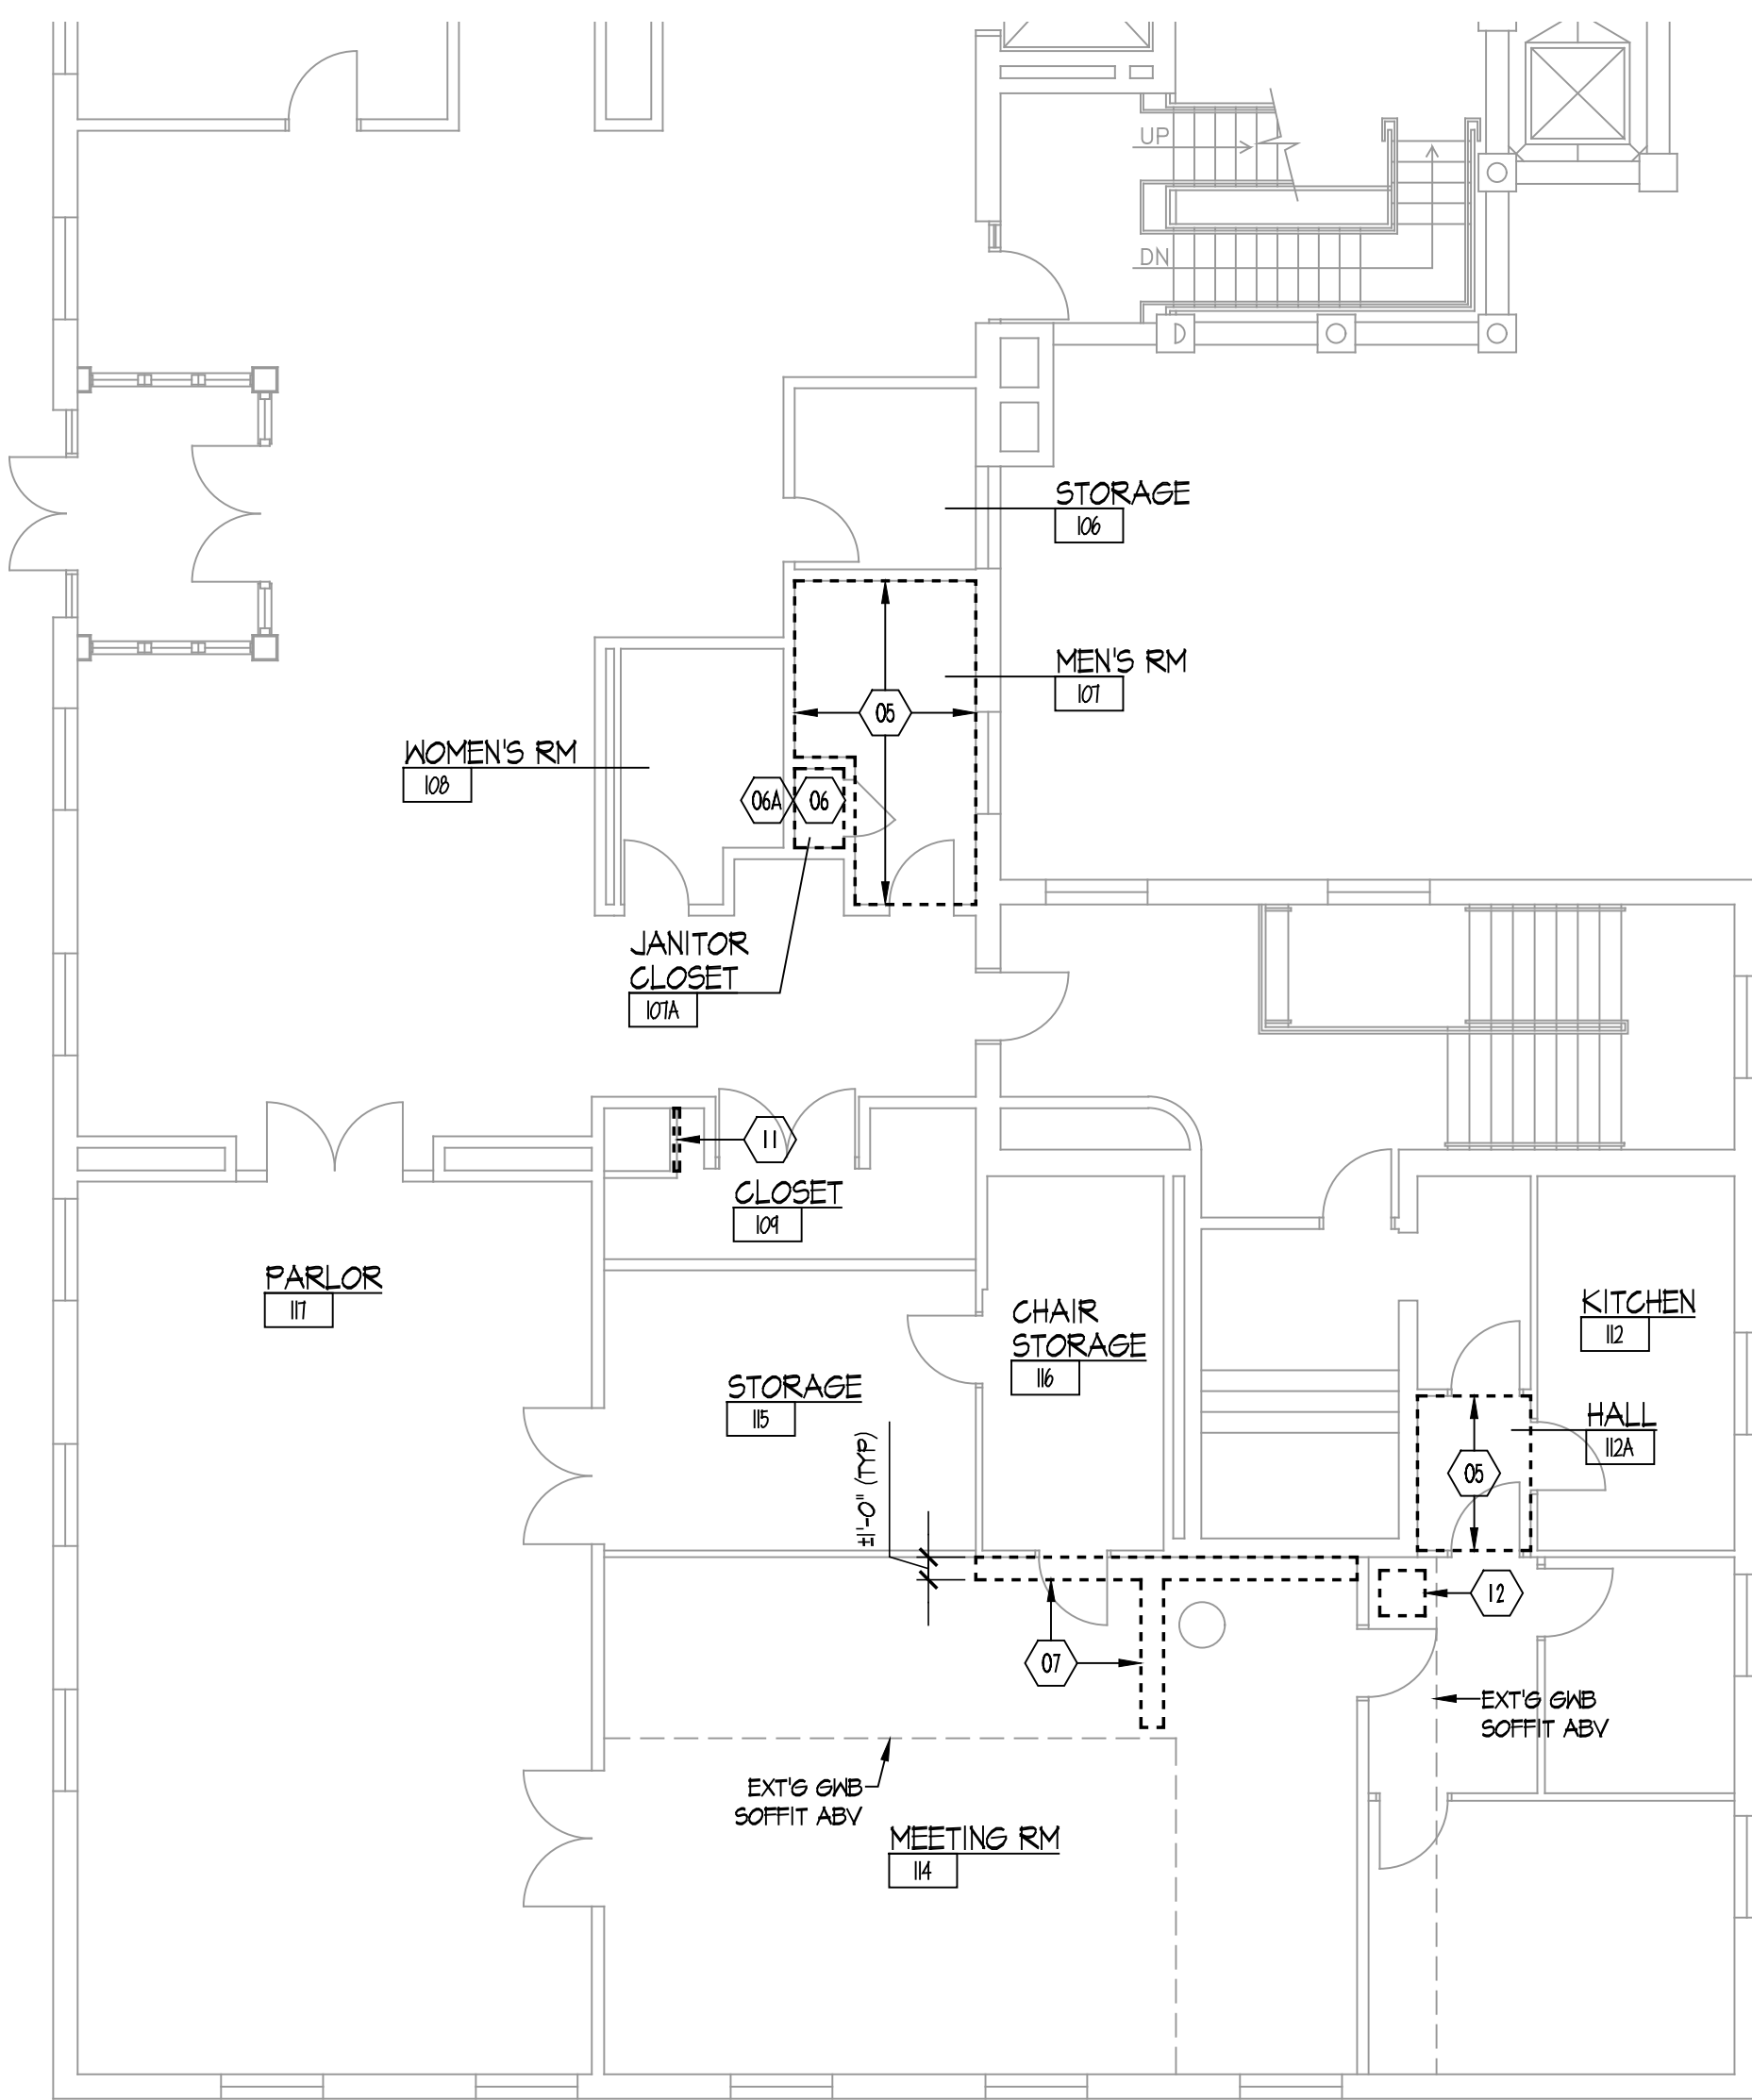 UP
DN
STORAGE
106
MEN'S RM
107
05
WOMEN'S RM
108
06A
06
JANITOR
CLOSET
107A
11
CLOSET
109
PARLOR
117
CHAIR
STORAGE
116
KITCHEN
112
STORAGE
115
HALL
112A
±1'-0" (TYP)
05
12
07
EXT'G GWB
SOFFIT ABV
EXT'G GWB
SOFFIT ABV
MEETING RM
114